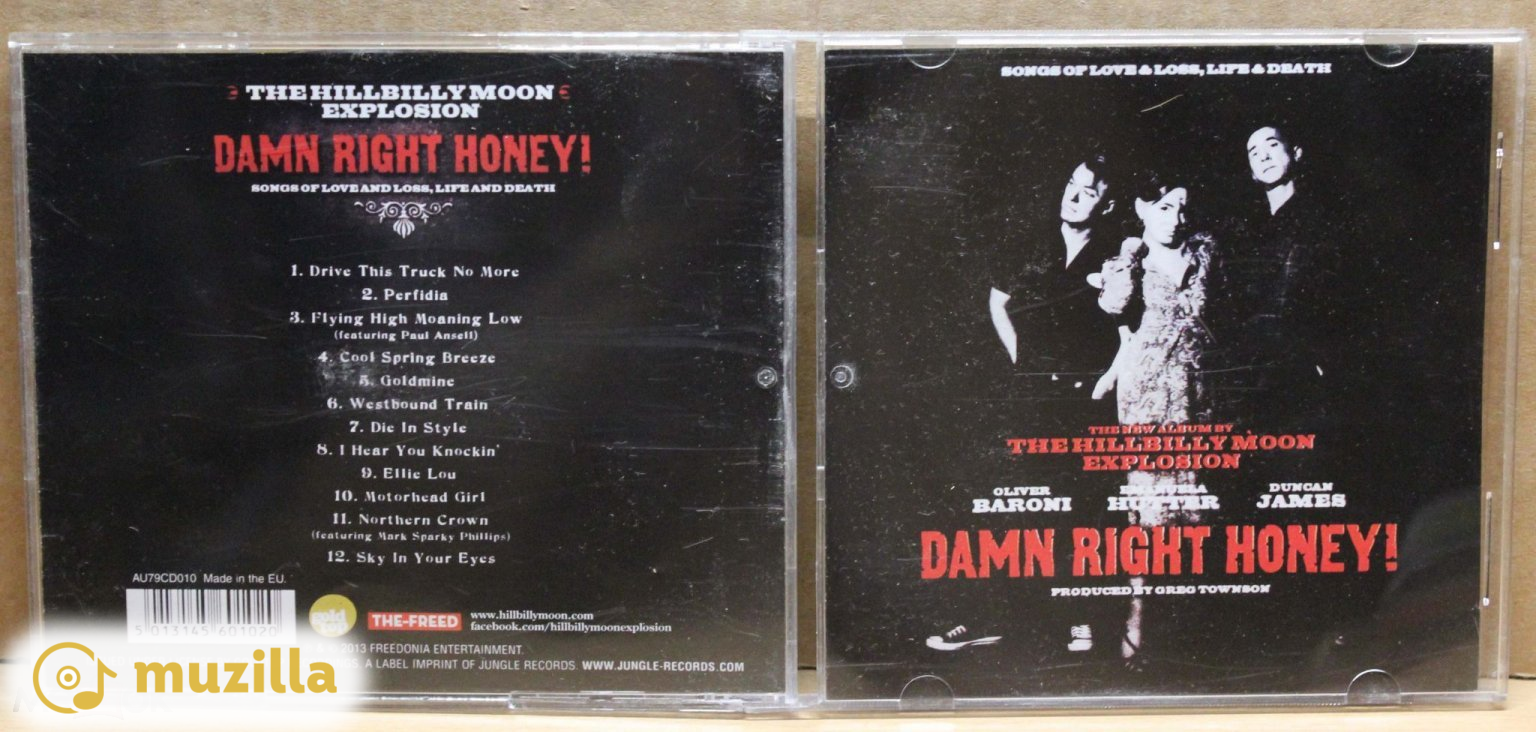 THE HILLBILLY MOON
EXPLOSION
DAMN RIGHT HONEY!
SONGS OF LOVE AND LOSS, LIFE AND DEATH
1. Drive This Truck No More
2. Perfidia
3. Flying High Moaning Low
(featuring Paul Ansell)
4. Cool Spring Breeze
5. Goldmine
6. Westbound Train
7. Die In Style
8. I Hear You Knockin'
9. Ellie Lou
10. Motorhead Girl
11. Northern Crown
(featuring Mark Sparky Phillips)
12. Sky In Your Eyes
AU79CD010 Made in the EU.
5 013145 601020
gold
THE-FREED
www.hillbillymoon.com
facebook.com/hillbillymoonexplosion
© 2013 FREEDONIA ENTERTAINMENT.
A LABEL IMPRINT OF JUNGLE RECORDS. WWW.JUNGLE-RECORDS.COM
muzilla
SONGS OF LOVE & LOSS, LIFE & DEATH
THE NEW ALBUM BY
THE HILLBILLY MOON
EXPLOSION
OLIVER
BARONI
EMANUELA
HUTTER
DUNCAN
JAMES
DAMN RIGHT HONEY!
PRODUCED BY GREG TOWNSON